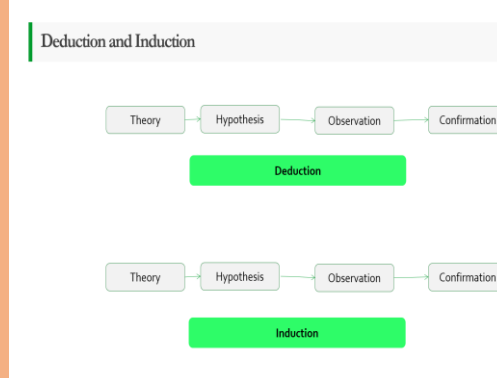 Deduction and Induction
Theory Hypothesis Observation Confirmation
Deduction
Theory Hypothesis Observation Confirmation
Induction